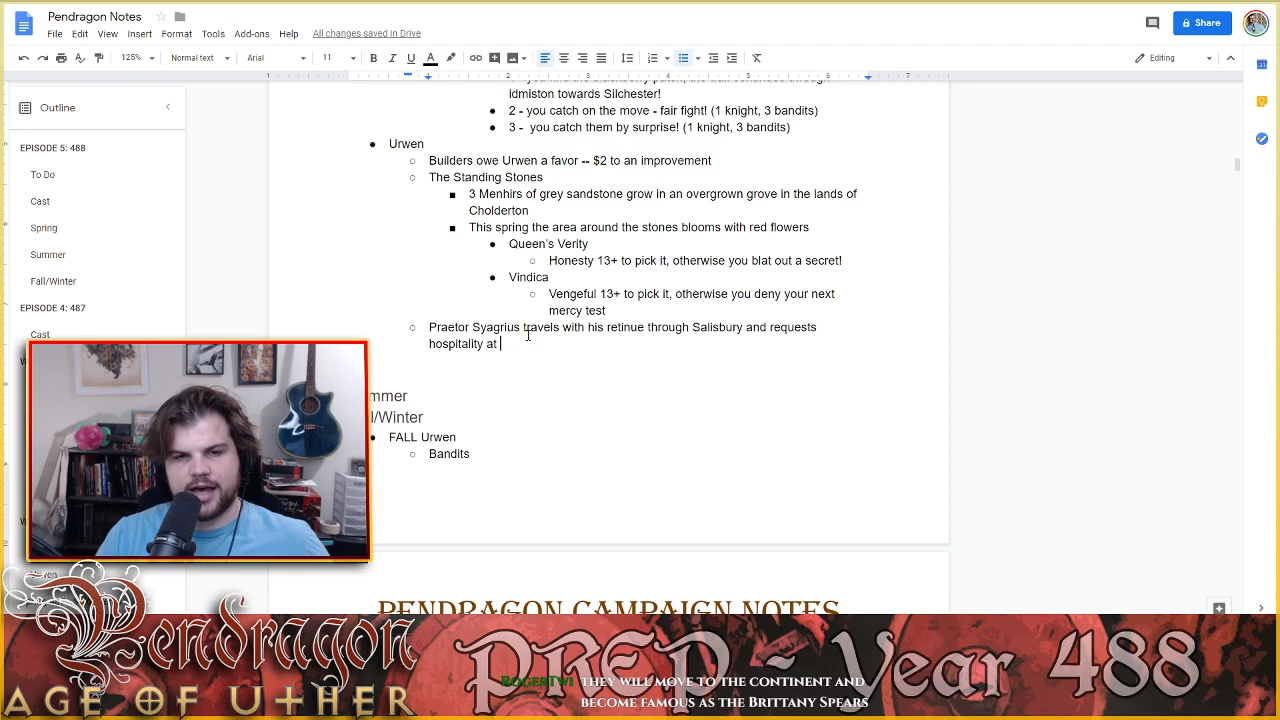 Pendragon Notes
File Edit View Insert Format Tools Add-ons Help All changes saved in Drive
Share
125% Normal text Arial 11 Editing
1 2 3 4 5 6 7
Outline
EPISODE 5: 488
To Do
Cast
Spring
Summer
Fall/Winter
EPISODE 4: 487
Cast
idmiston towards Silchester!
2 - you catch on the move - fair fight! (1 knight, 3 bandits)
3 - you catch them by surprise! (1 knight, 3 bandits)
Urwen
Builders owe Urwen a favor -- $2 to an improvement
The Standing Stones
3 Menhirs of grey sandstone grow in an overgrown grove in the lands of
Cholderton
This spring the area around the stones blooms with red flowers
Queen's Verity
Honesty 13+ to pick it, otherwise you blat out a secret!
Vindica
Vengeful 13+ to pick it, otherwise you deny your next
mercy test
Praetor Syagrius travels with his retinue through Salisbury and requests
hospitality at
mmer
l/Winter
FALL Urwen
Bandits
PENDRAGON CAMPAIGN NOTES
Pendragon
AGE OF UTHER
PREP - Year 488
RogerTwi They will move to the continent and
become famous as the Brittany Spears